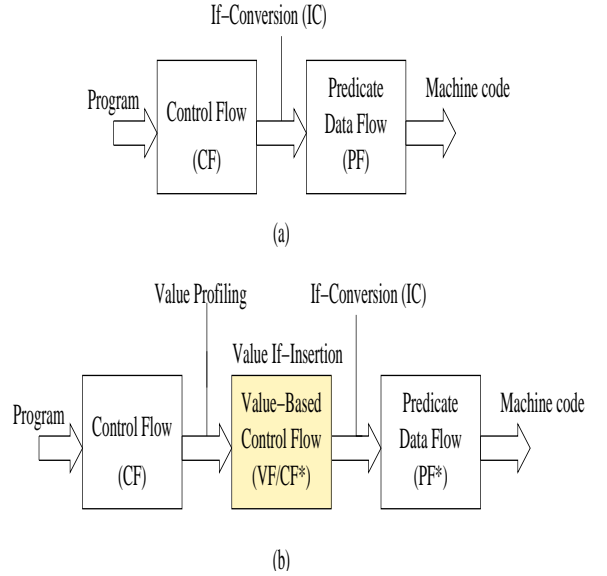 If−Conversion (IC)
Program
Control Flow
(CF)
Predicate
Data Flow
(PF)
Machine code
(a)
Value Profiling
If−Conversion (IC)
Value If−Insertion
Program
Control Flow
(CF)
Value−Based
Control Flow
(VF/CF*)
Predicate
Data Flow
(PF*)
Machine code
(b)